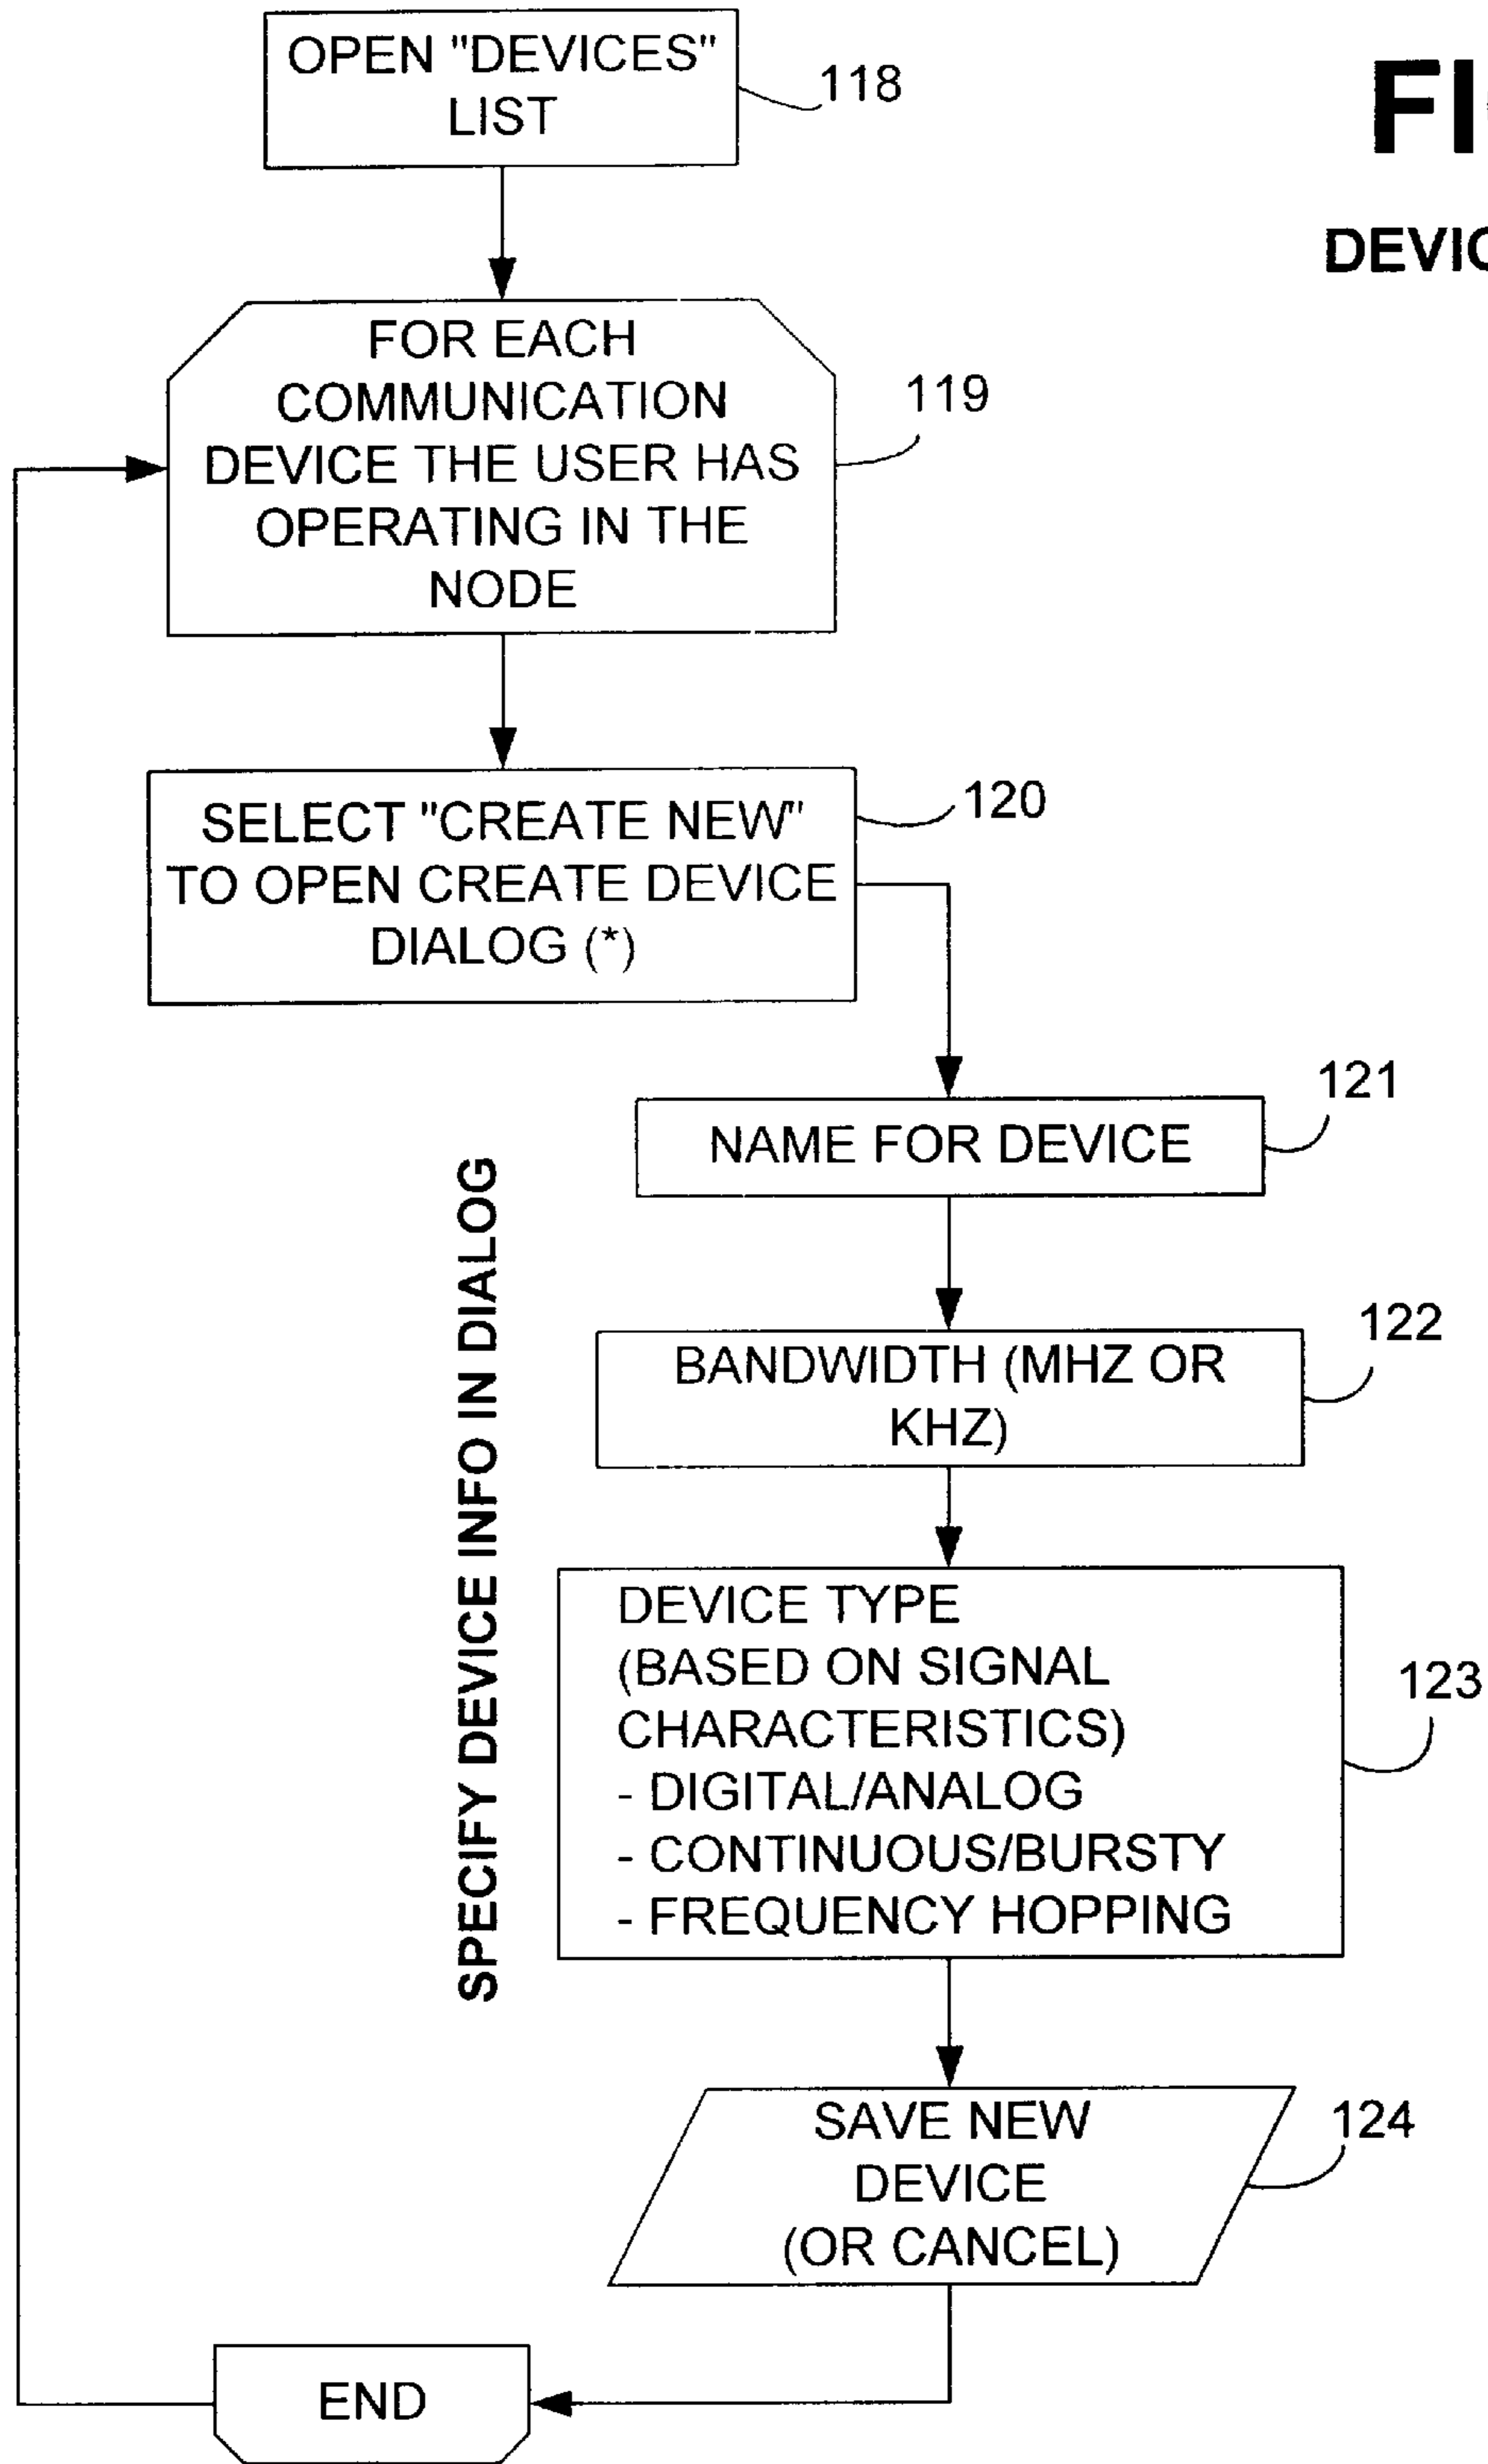 OPEN "DEVICES"
LIST
118
FOR EACH
COMMUNICATION
DEVICE THE USER HAS
OPERATING IN THE
NODE
119
SELECT "CREATE NEW"
TO OPEN CREATE DEVICE
DIALOG (*)
120
SPECIFY DEVICE INFO IN DIALOG
NAME FOR DEVICE
121
BANDWIDTH (MHZ OR
KHZ)
122
DEVICE TYPE
(BASED ON SIGNAL
CHARACTERISTICS)
- DIGITAL/ANALOG
- CONTINUOUS/BURSTY
- FREQUENCY HOPPING
123
SAVE NEW
DEVICE
(OR CANCEL)
124
END